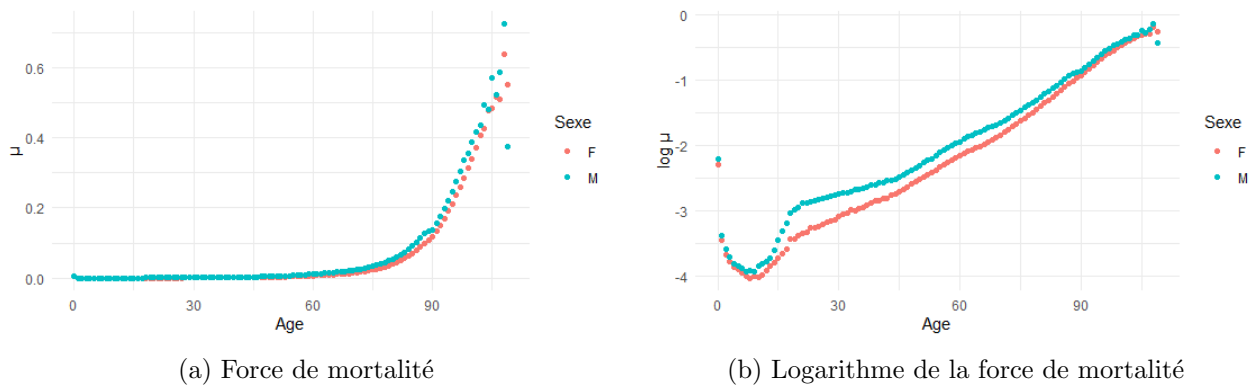 μ
0.6
0.4
0.2
0.0
0
30
60
90
Age
Sexe
F
M
(a) Force de mortalité
log μ
0
-1
-2
-3
-4
0
30
60
90
Age
Sexe
F
M
(b) Logarithme de la force de mortalité